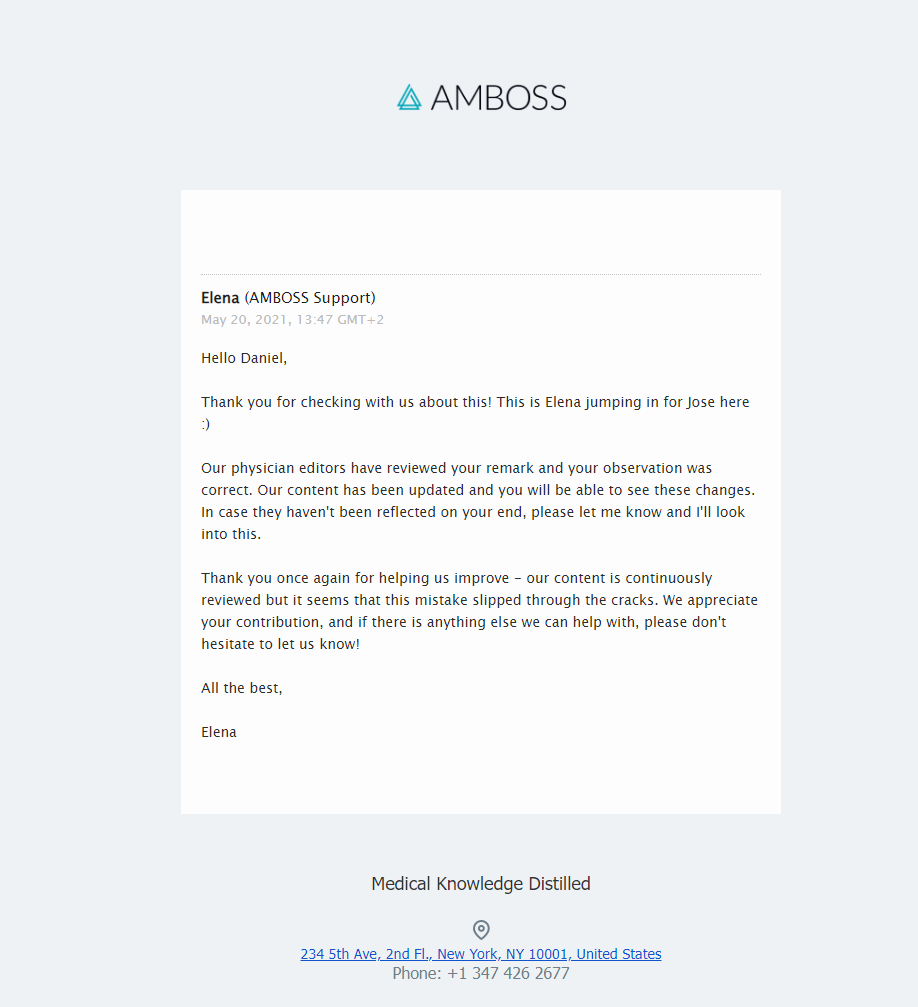 AMBOSS
Elena (AMBOSS Support)
May 20, 2021, 13:47 GMT+2
Hello Daniel,
Thank you for checking with us about this! This is Elena jumping in for Jose here
:)
Our physician editors have reviewed your remark and your observation was
correct. Our content has been updated and you will be able to see these changes.
In case they haven't been reflected on your end, please let me know and I'll look
into this.
Thank you once again for helping us improve – our content is continuously
reviewed but it seems that this mistake slipped through the cracks. We appreciate
your contribution, and if there is anything else we can help with, please don't
hesitate to let us know!
All the best,
Elena
Medical Knowledge Distilled
234 5th Ave, 2nd Fl., New York, NY 10001, United States
Phone: +1 347 426 2677